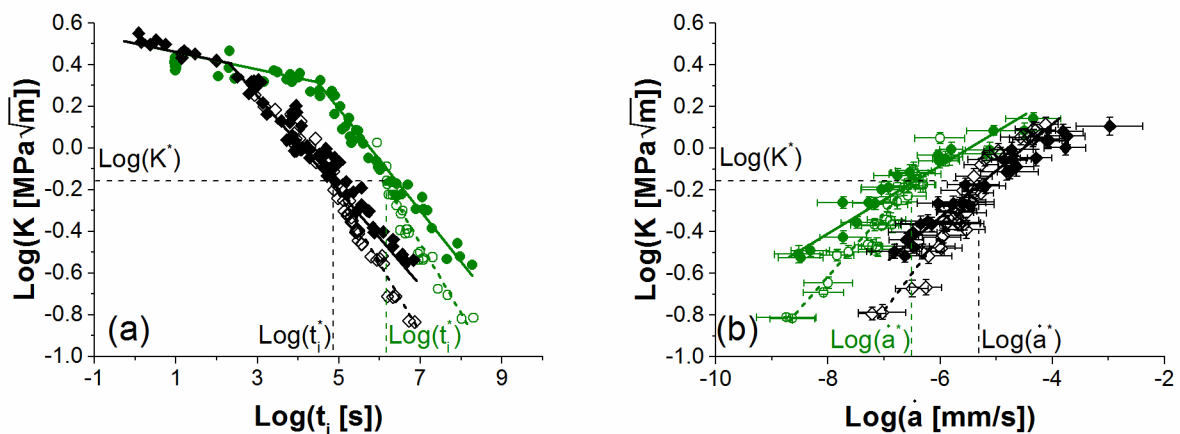 0.6
0.4
0.2
0.0
-0.2
-0.4
-0.6
-0.8
-1.0
Log(K [MPa√m])
Log(K*)
(a)
Log(tᵢ*)
Log(tᵢ*)
-1 1 3 5 7 9
Log(tᵢ [s])
0.6
0.4
0.2
0.0
-0.2
-0.4
-0.6
-0.8
-1.0
Log(K [MPa√m])
Log(K*)
(b)
Log(ȧ*)
Log(ȧ*)
-10 -8 -6 -4 -2
Log(ȧ [mm/s])